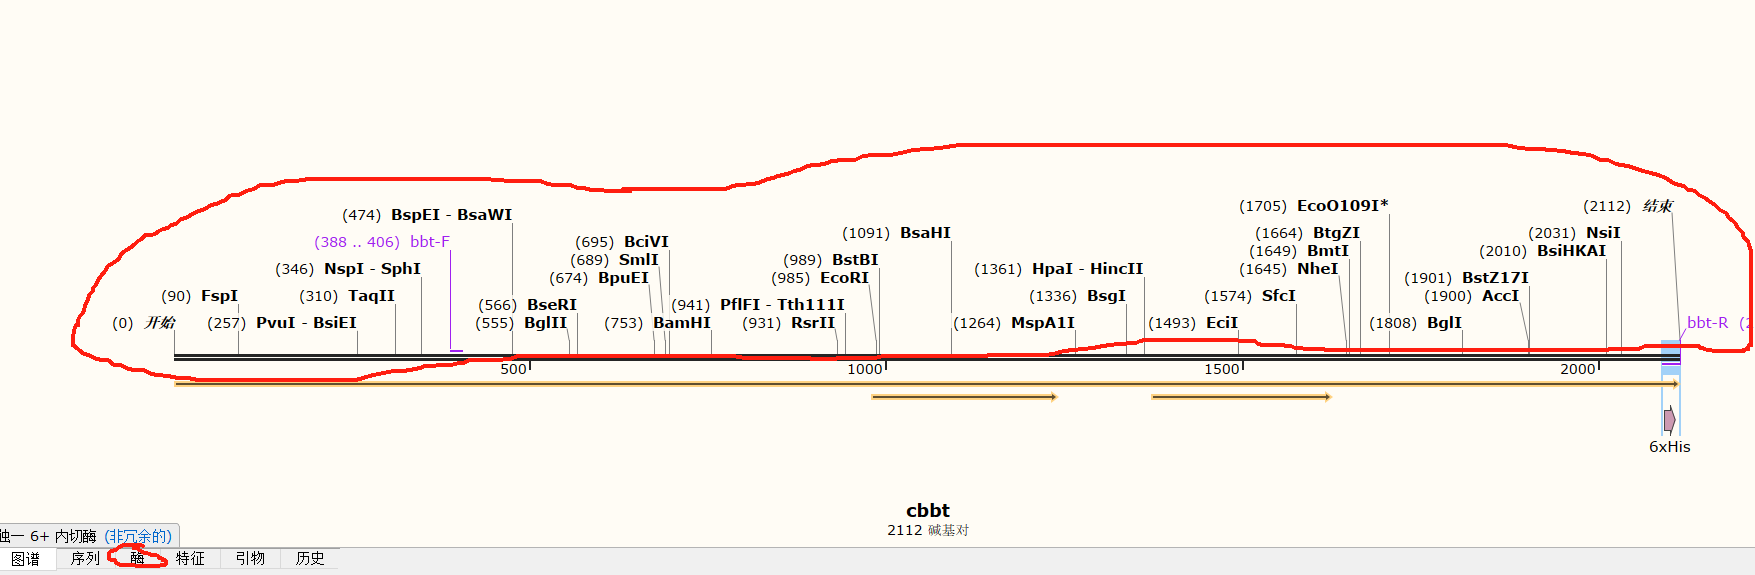 (1705) EcoO109I*
(2112) 结束
(474) BspEI - BsaWI
(1091) BsaHI
(1664) BtgZI
(2031) NsiI
(388 .. 406) bbt-F
(695) BciVI
(1649) BmtI
(2010) BsiHKAI
(689) SmlI
(989) BstBI
(346) NspI - SphI
(1361) HpaI - HincII
(1645) NheI
(674) BpuEI
(985) EcoRI
(1901) BstZ17I
(90) FspI
(310) TaqII
(1336) BsgI
(1574) SfcI
(1900) AccI
(566) BseRI
(941) PflFI - Tth111I
(0) 开始
(257) PvuI - BsiEI
(555) BglII
(753) BamHI
(931) RsrII
(1264) MspA1I
(1493) EciI
(1808) BglI
bbt-R (2
500 1000 1500 2000
6xHis
cbbt
2112 碱基对
独一 6+ 内切酶 (非冗余的)
图谱 序列 酶 特征 引物 历史